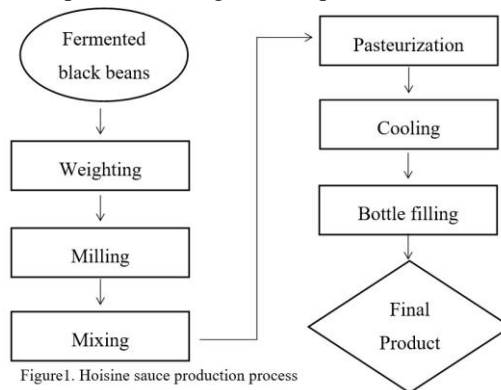 Fermented
black beans
Weighting
Milling
Mixing
Pasteurization
Cooling
Bottle filling
Final
Product
Figure1. Hoisine sauce production process